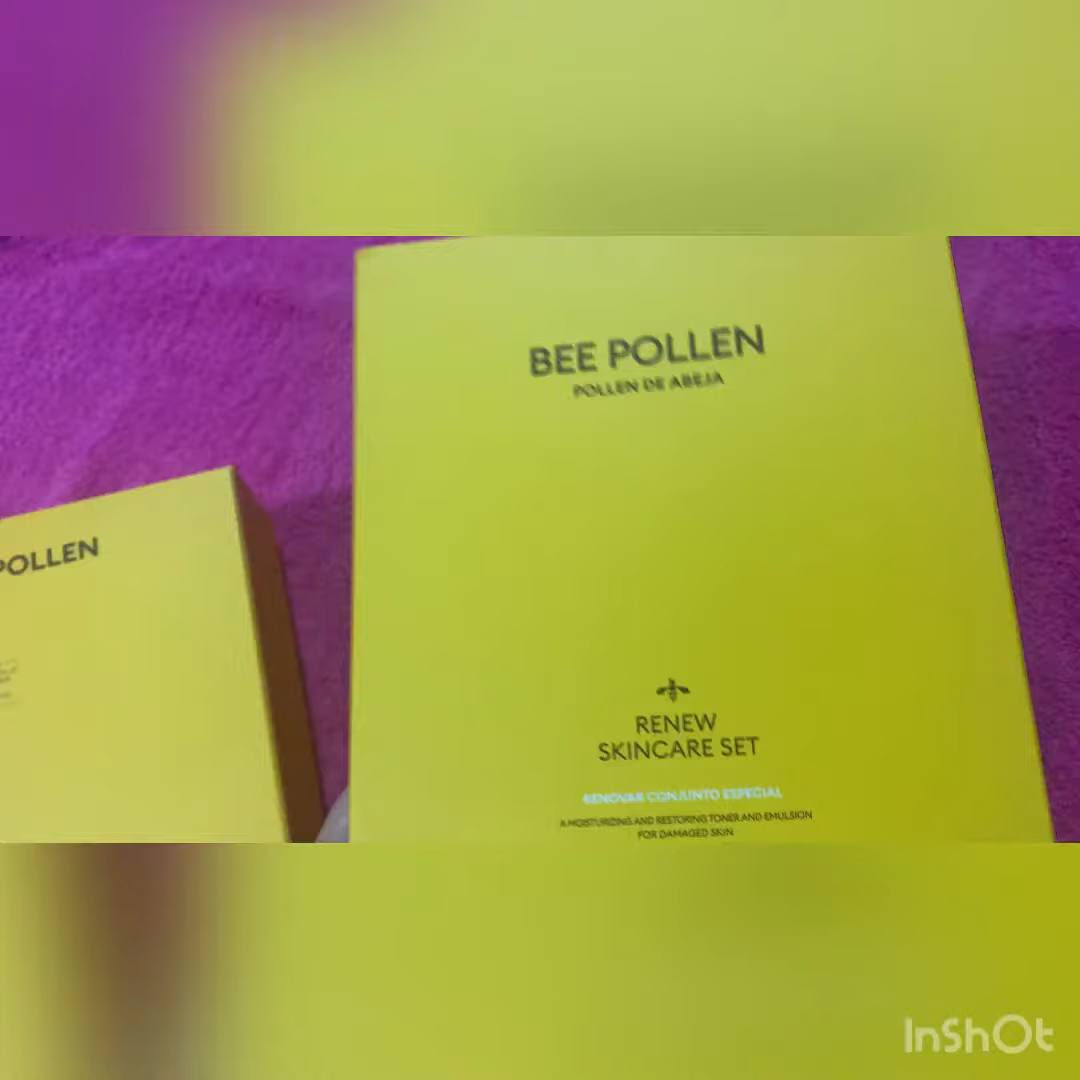 BEE POLLEN
POLLEN DE ABEJA
POLLEN
RENEW
SKINCARE SET
RENOVAR CONJUNTO ESPECIAL
A MOISTURIZING AND RESTORING TONER AND EMULSION
FOR DAMAGED SKIN
InShOt